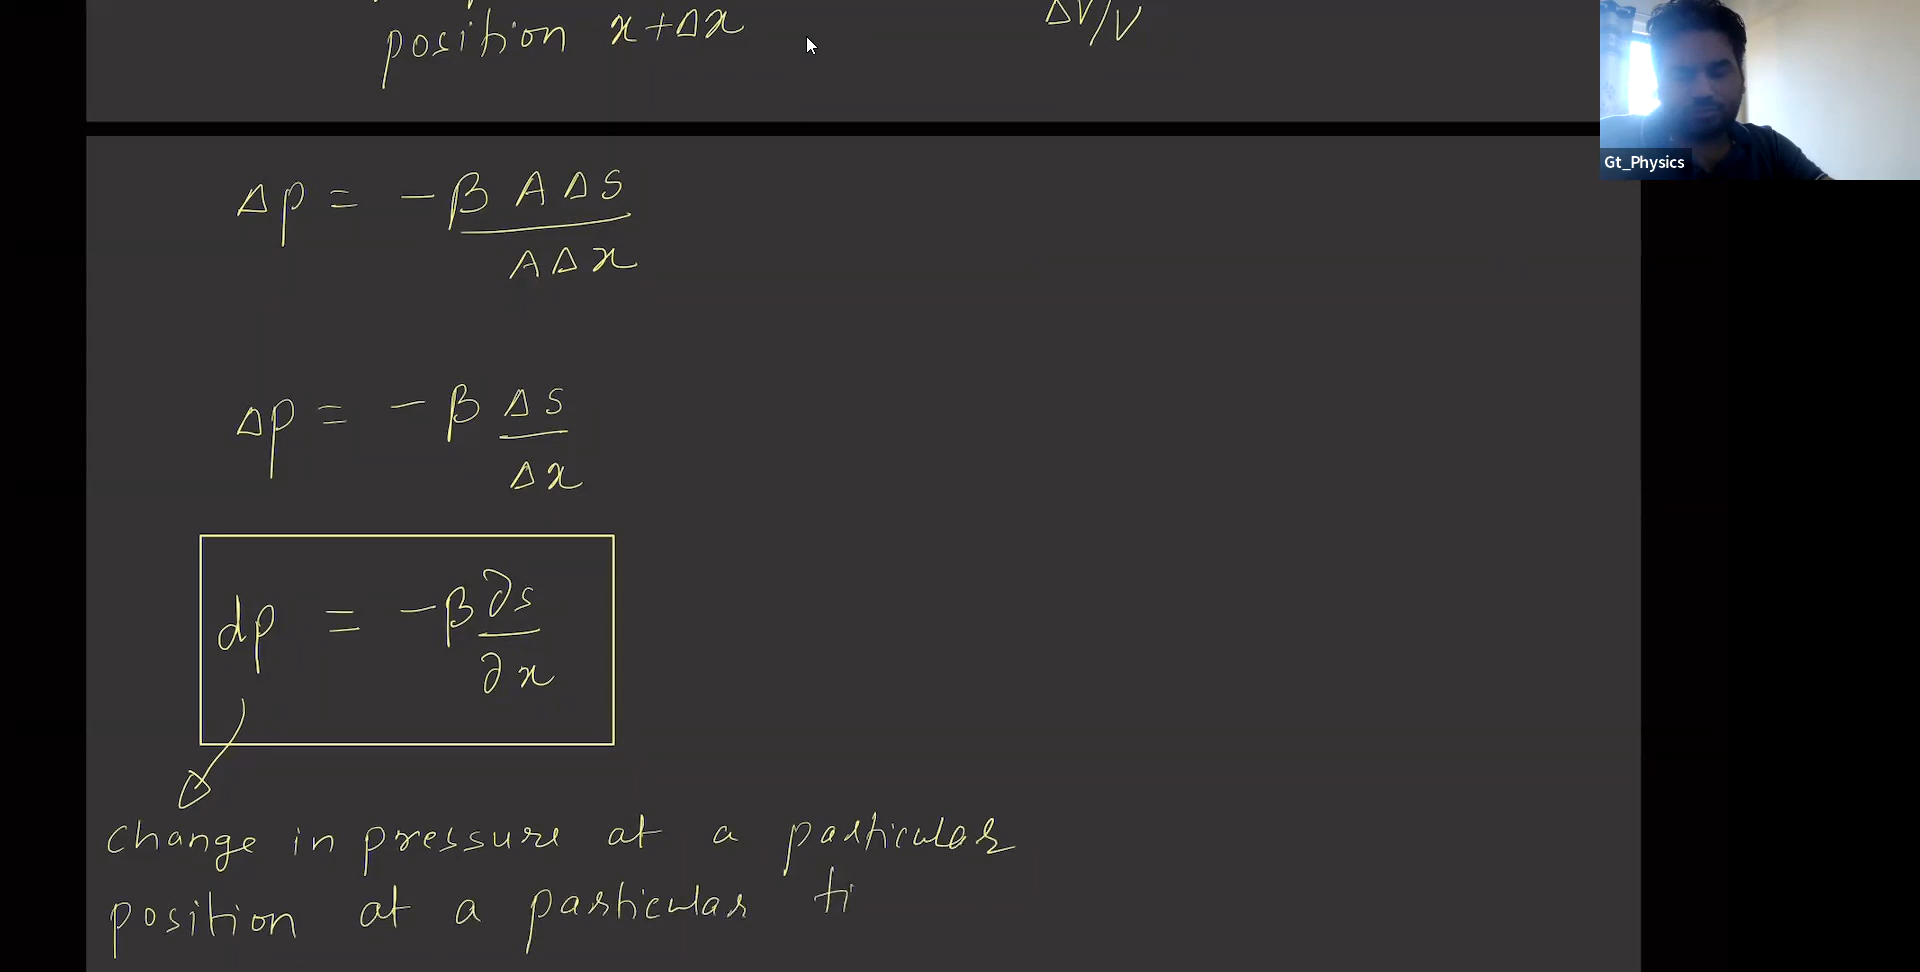 position x+Δx
ΔV/V
Gt_Physics
Δp = -β AΔs
AΔx
Δp = -β Δs
Δx
dp = -β ∂s
∂x
change in pressure at a particular
position at a particular ti